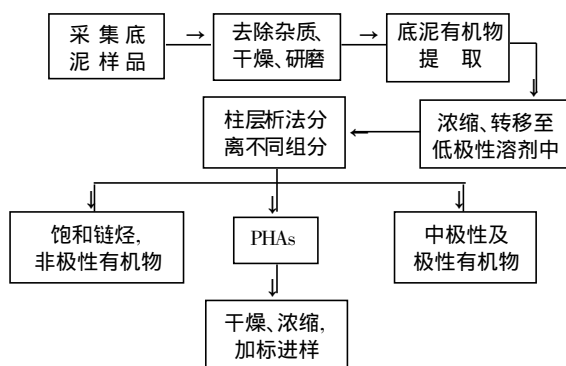 采集底
泥样品
去除杂质、
干燥、研磨
底泥有机物
提取
浓缩、转移至
低极性溶剂中
柱层析法分
离不同组分
饱和链烃,
非极性有机物
PHAs
中极性及
极性有机物
干燥、浓缩,
加标进样